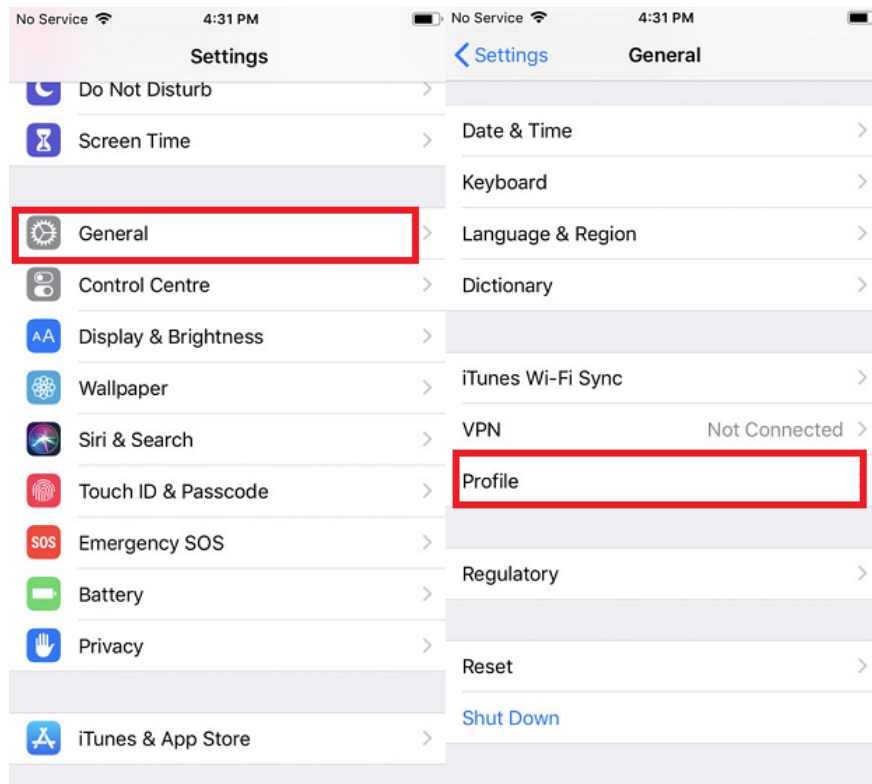 No Service 4:31 PM
Settings
Do Not Disturb
Screen Time
General
Control Centre
AA Display & Brightness
Wallpaper
Siri & Search
Touch ID & Passcode
SOS Emergency SOS
Battery
Privacy
iTunes & App Store
No Service 4:31 PM
Settings General
Date & Time
Keyboard
Language & Region
Dictionary
iTunes Wi-Fi Sync
VPN Not Connected
Profile
Regulatory
Reset
Shut Down